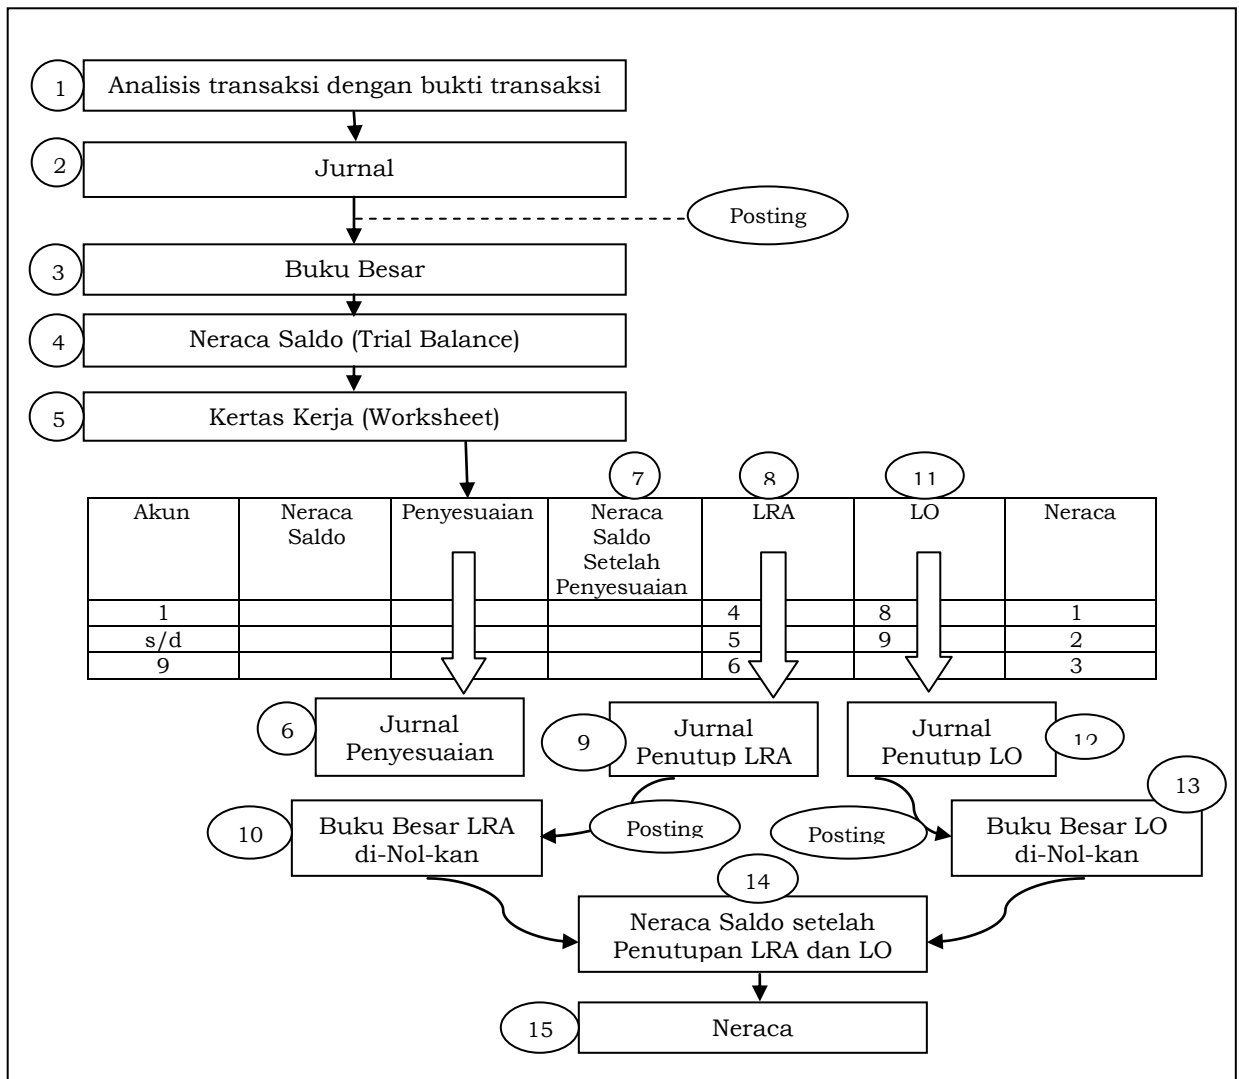 1
Analisis transaksi dengan bukti transaksi
2
Jurnal
Posting
3
Buku Besar
4
Neraca Saldo (Trial Balance)
5
Kertas Kerja (Worksheet)
7
8
11
Akun
Neraca
Saldo
Penyesuaian
Neraca
Saldo
Setelah
Penyesuaian
LRA
LO
Neraca
1 4 8 1
s/d 5 9 2
9 6 3
6
Jurnal
Penyesuaian
9
Jurnal
Penutup LRA
Jurnal
Penutup LO
12
13
10
Buku Besar LRA
di-Nol-kan
Posting
Posting
Buku Besar LO
di-Nol-kan
14
Neraca Saldo setelah
Penutupan LRA dan LO
15
Neraca